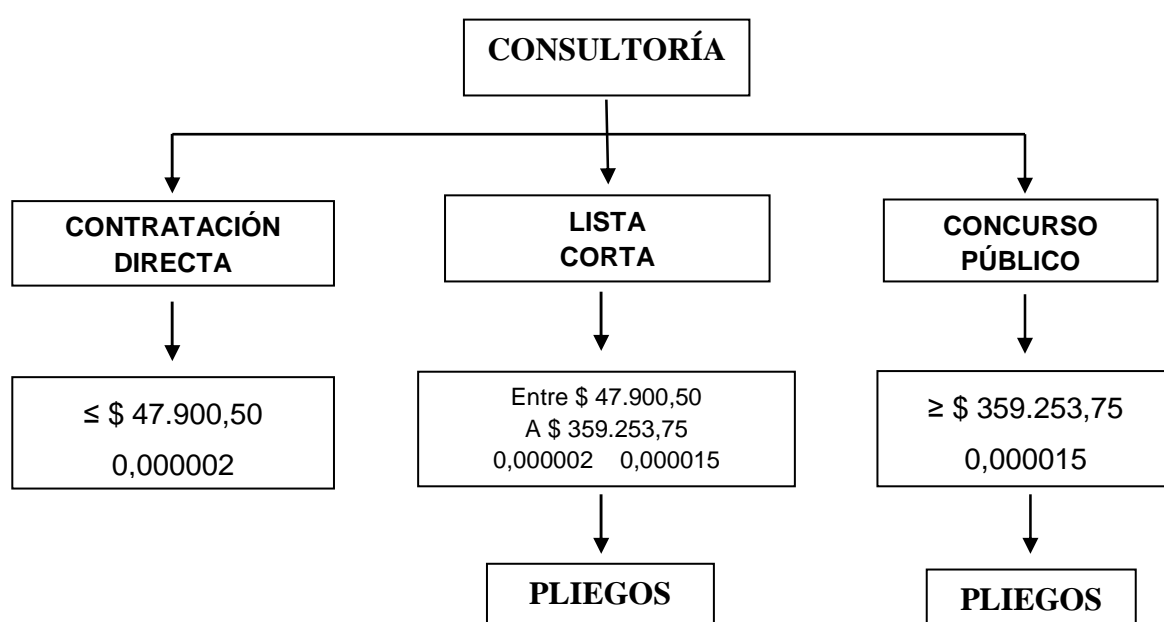 CONSULTORÍA
CONTRATACIÓN
DIRECTA
LISTA
CORTA
CONCURSO
PÚBLICO
≤ $ 47.900,50
0,000002
Entre $ 47.900,50
A $ 359.253,75
0,000002 0,000015
≥ $ 359.253,75
0,000015
PLIEGOS
PLIEGOS